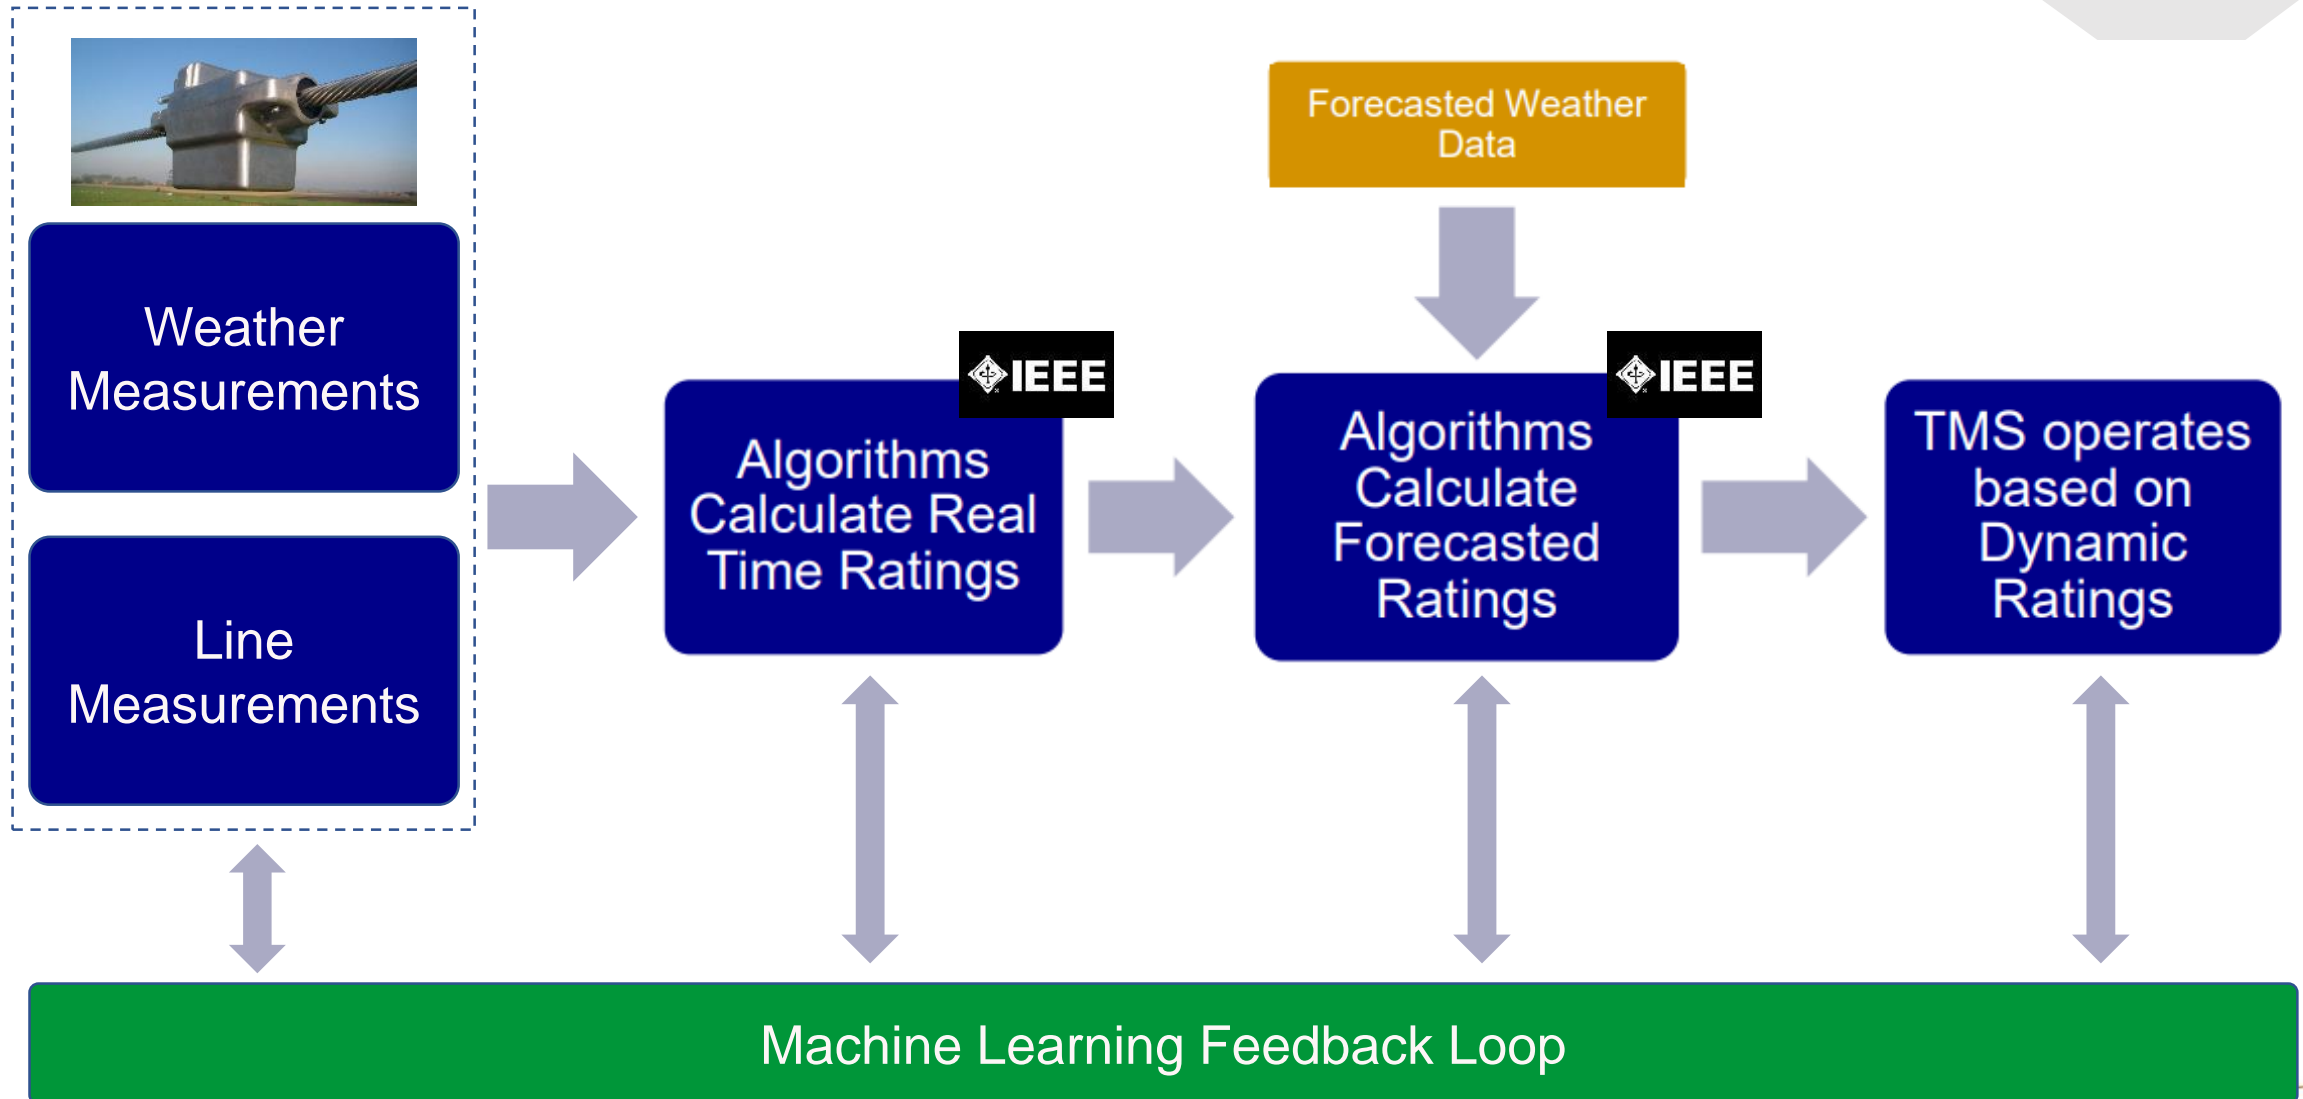 Forecasted Weather
Data
Weather
Measurements
Line
Measurements
IEEE
Algorithms
Calculate Real
Time Ratings
IEEE
Algorithms
Calculate
Forecasted
Ratings
TMS operates
based on
Dynamic
Ratings
Machine Learning Feedback Loop